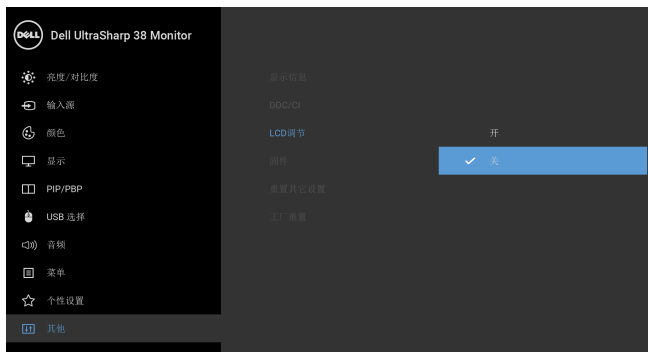 DELL Dell UltraSharp 38 Monitor
亮度/对比度
输入源
颜色
显示
PIP/PBP
USB 选择
音频
菜单
个性设置
其他
显示信息
DDC/CI
LCD调节
固件
重置其它设置
工厂重置
开
关